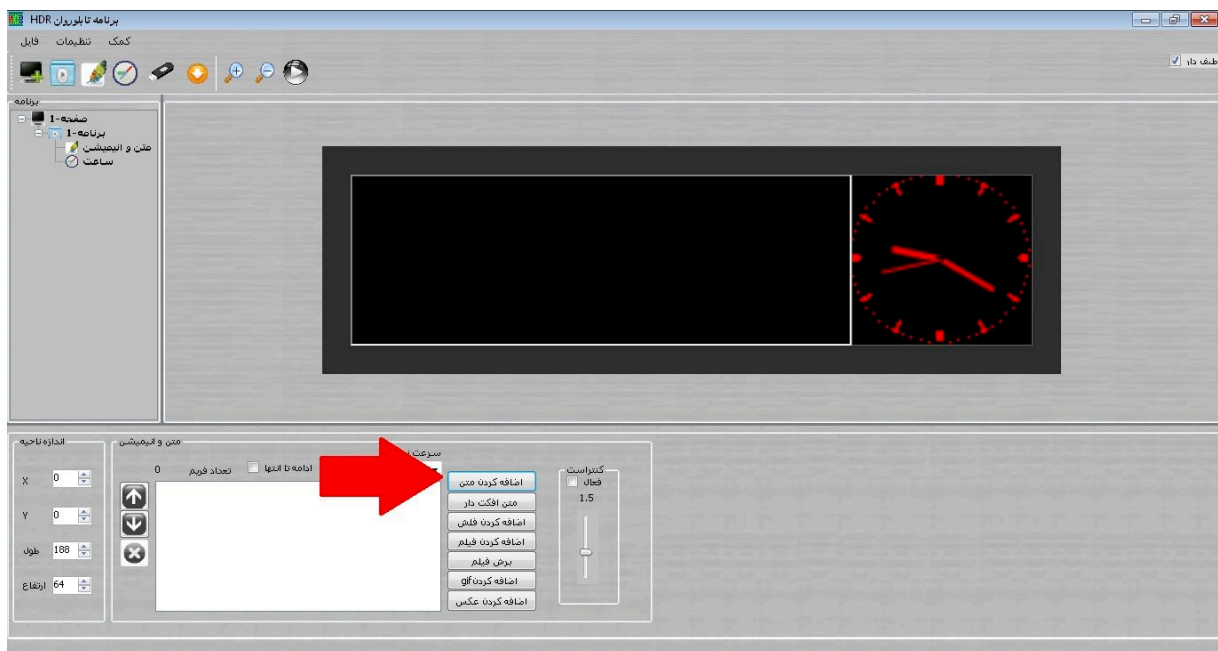 برنامه تابلوروان HDR
فایل تنظیمات کمک
طیف دار
برنامه
صفحه-1
برنامه-1
متن و انیمیشن
ساعت
اندازه ناحیه
X 0
Y 0
طول 188
ارتفاع 64
متن و انیمیشن
سرعت
0 تعداد فریم ادامه تا انتها
اضافه کردن متن
متن افکت دار
اضافه کردن فلش
اضافه کردن فیلم
برش فیلم
اضافه کردن gif
اضافه کردن عکس
کنتراست
فعال
1.5